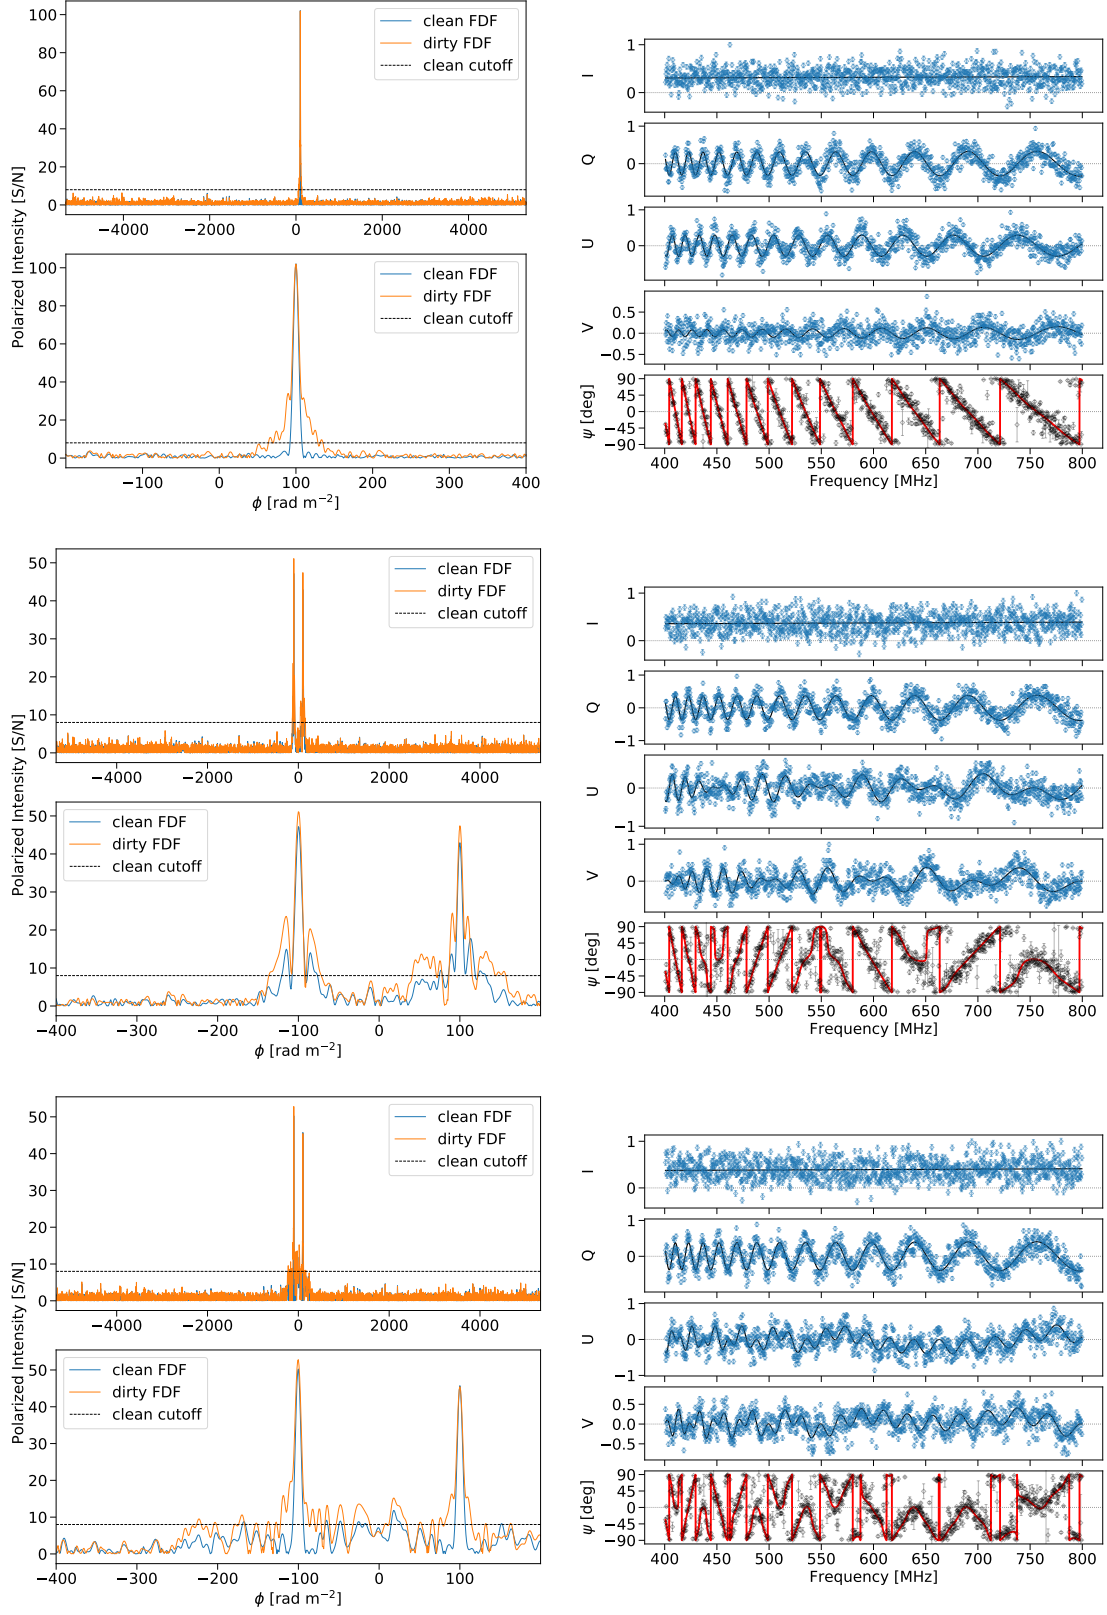 Polarized Intensity [S/N]
100
80
60
40
20
0
clean FDF
dirty FDF
clean cutoff
−4000 −2000 0 2000 4000
100
80
60
40
20
0
clean FDF
dirty FDF
clean cutoff
−100 0 100 200 300 400
ϕ [rad m⁻²]
I
1
0
Q
1
0
U
1
0
V
0.5
0.0
−0.5
ψ [deg]
90
45
0
−45
−90
400 450 500 550 600 650 700 750 800
Frequency [MHz]
Polarized Intensity [S/N]
50
40
30
20
10
0
clean FDF
dirty FDF
clean cutoff
−4000 −2000 0 2000 4000
50
40
30
20
10
0
clean FDF
dirty FDF
clean cutoff
−400 −300 −200 −100 0 100
ϕ [rad m⁻²]
I
1
0
Q
1
0
−1
U
0
−1
V
1
0
ψ [deg]
90
45
0
−45
−90
400 450 500 550 600 650 700 750 800
Frequency [MHz]
Polarized Intensity [S/N]
50
40
30
20
10
0
clean FDF
dirty FDF
clean cutoff
−4000 −2000 0 2000 4000
50
40
30
20
10
0
clean FDF
dirty FDF
clean cutoff
−400 −300 −200 −100 0 100
ϕ [rad m⁻²]
I
1
0
Q
1
0
U
1
0
−1
V
0.5
0.0
−0.5
ψ [deg]
90
45
0
−45
−90
400 450 500 550 600 650 700 750 800
Frequency [MHz]